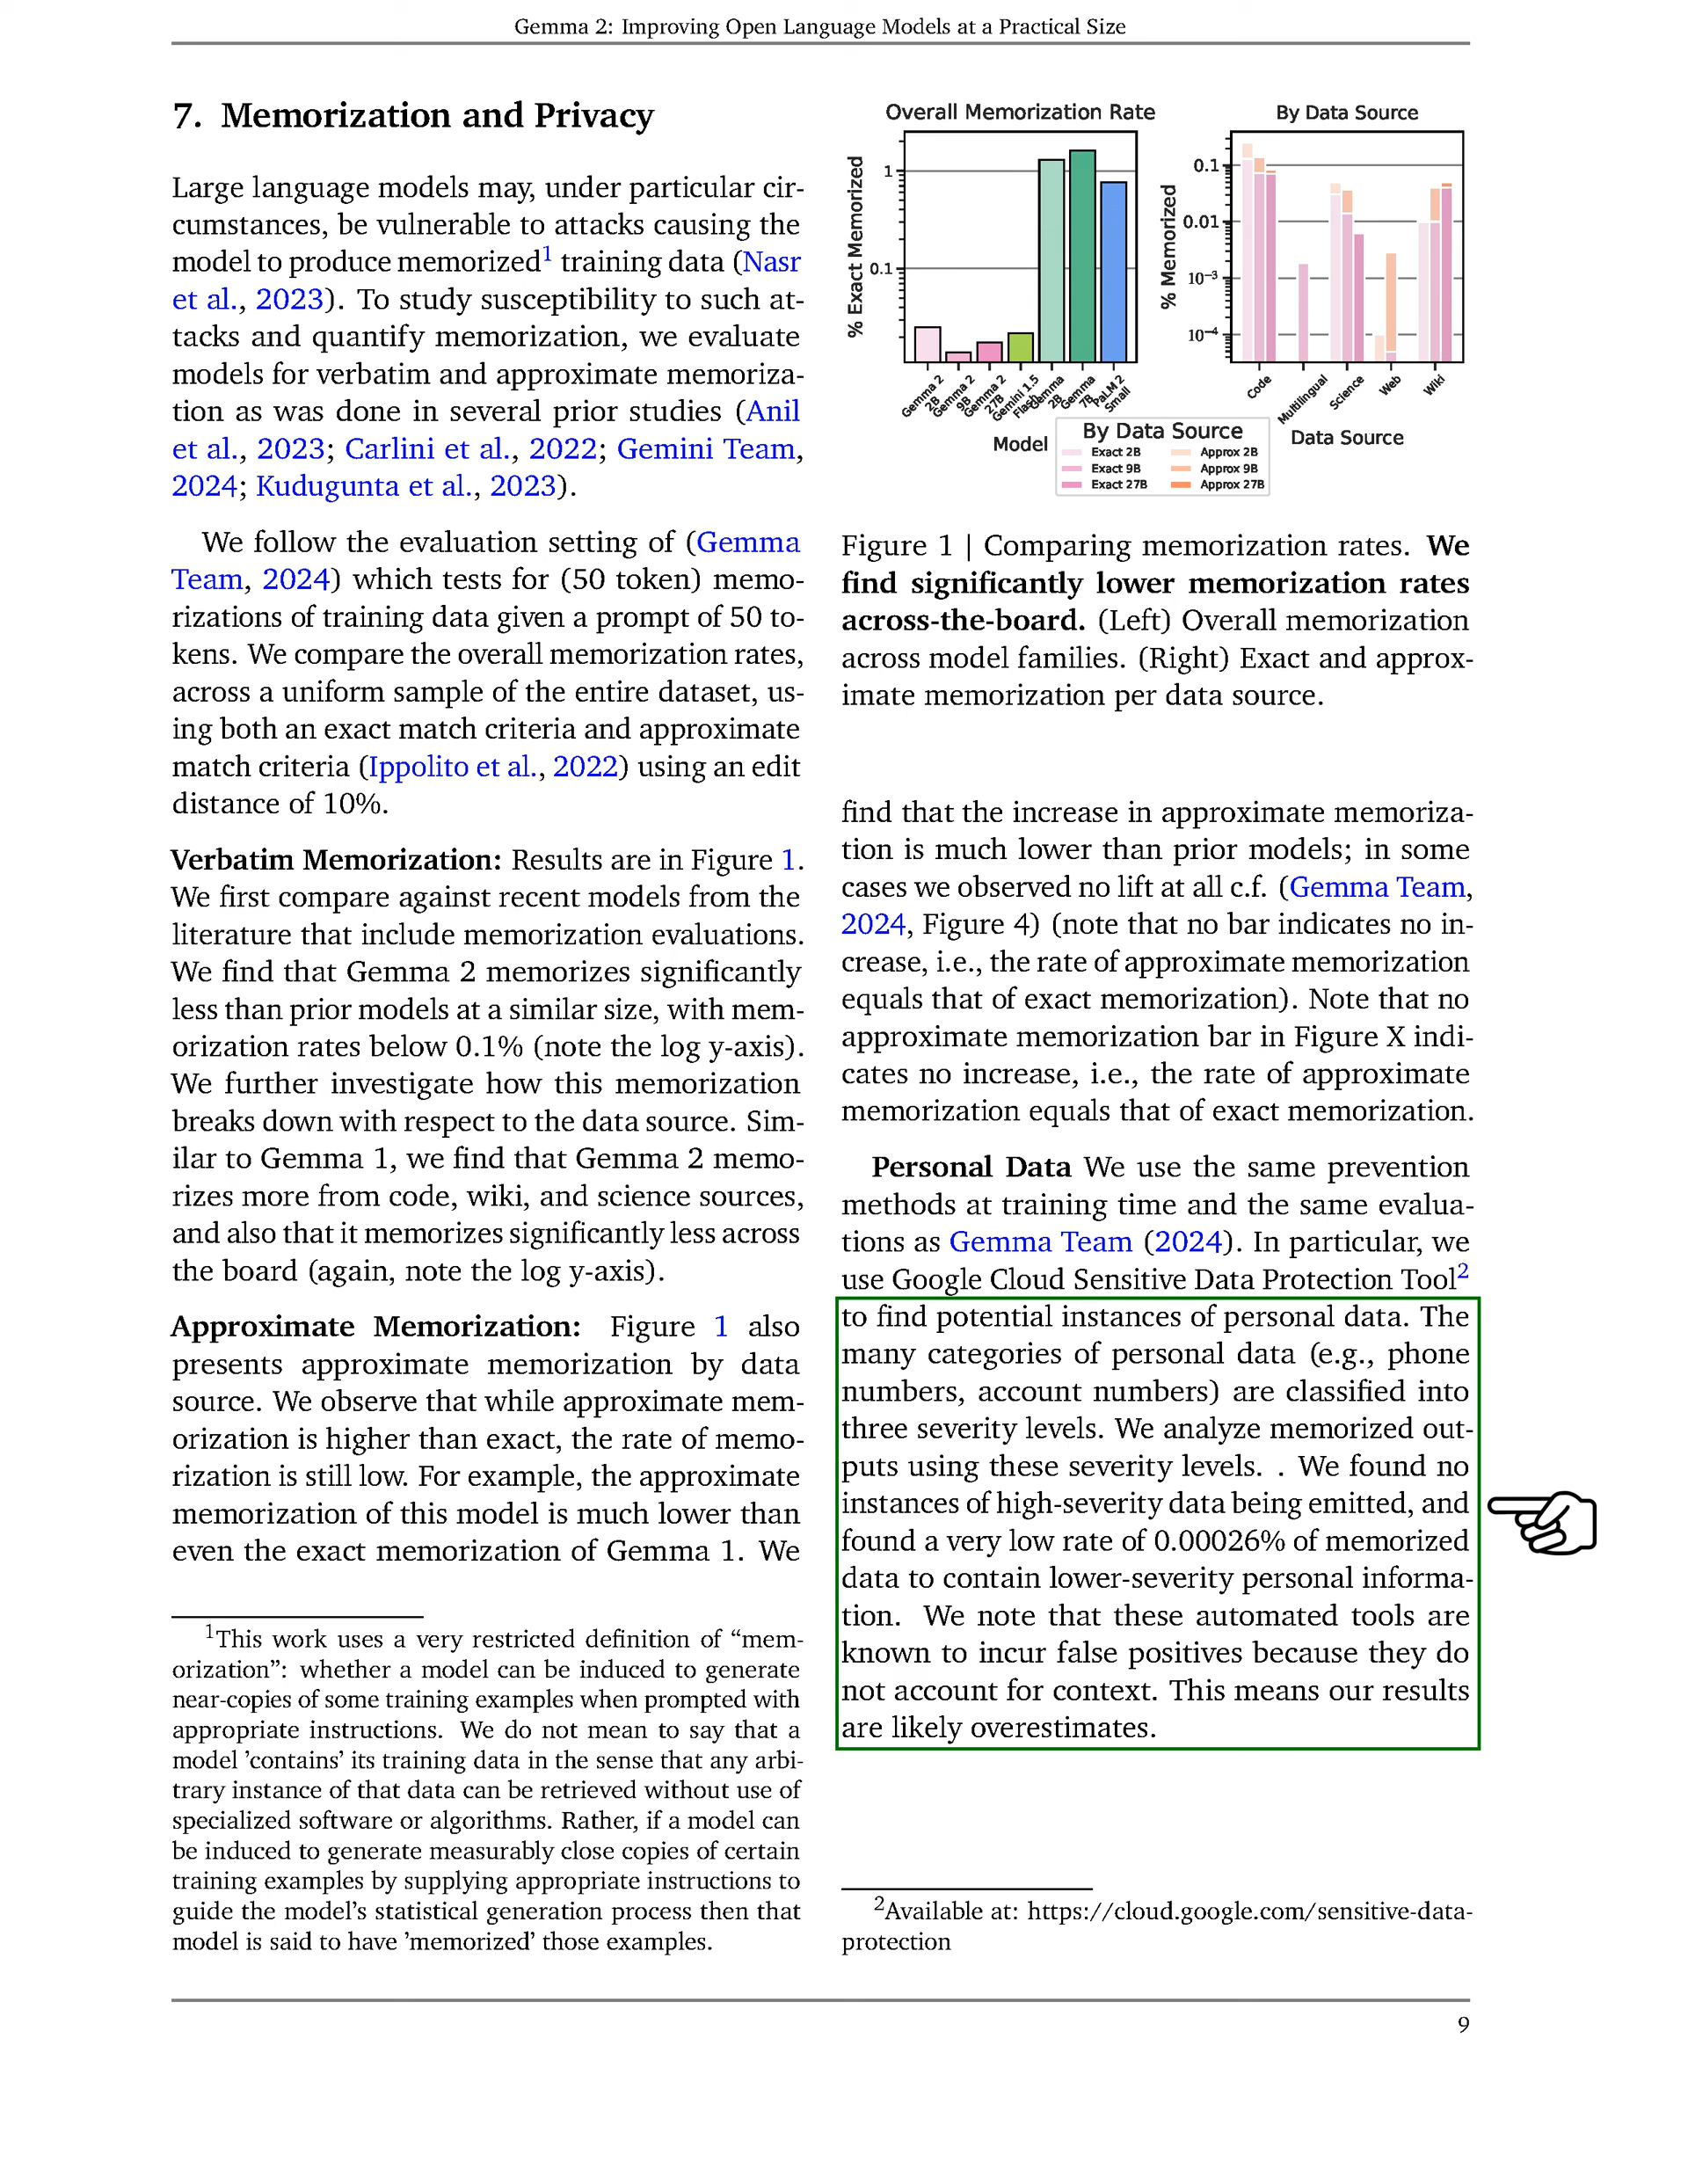 Gemma 2: Improving Open Language Models at a Practical Size
7. Memorization and Privacy
Large language models may, under particular cir-
cumstances, be vulnerable to attacks causing the
model to produce memorized1 training data (Nasr
et al., 2023). To study susceptibility to such at-
tacks and quantify memorization, we evaluate
models for verbatim and approximate memoriza-
tion as was done in several prior studies (Anil
et al., 2023; Carlini et al., 2022; Gemini Team,
2024; Kudugunta et al., 2023).
We follow the evaluation setting of (Gemma
Team, 2024) which tests for (50 token) memo-
rizations of training data given a prompt of 50 to-
kens. We compare the overall memorization rates,
across a uniform sample of the entire dataset, us-
ing both an exact match criteria and approximate
match criteria (Ippolito et al., 2022) using an edit
distance of 10%.
Verbatim Memorization: Results are in Figure 1.
We first compare against recent models from the
literature that include memorization evaluations.
We find that Gemma 2 memorizes significantly
less than prior models at a similar size, with mem-
orization rates below 0.1% (note the log y-axis).
We further investigate how this memorization
breaks down with respect to the data source. Sim-
ilar to Gemma 1, we find that Gemma 2 memo-
rizes more from code, wiki, and science sources,
and also that it memorizes significantly less across
the board (again, note the log y-axis).
Approximate Memorization: Figure 1 also
presents approximate memorization by data
source. We observe that while approximate mem-
orization is higher than exact, the rate of memo-
rization is still low. For example, the approximate
memorization of this model is much lower than
even the exact memorization of Gemma 1. We
1This work uses a very restricted definition of “mem-
orization”: whether a model can be induced to generate
near-copies of some training examples when prompted with
appropriate instructions. We do not mean to say that a
model ’contains’ its training data in the sense that any arbi-
trary instance of that data can be retrieved without use of
specialized software or algorithms. Rather, if a model can
be induced to generate measurably close copies of certain
training examples by supplying appropriate instructions to
guide the model’s statistical generation process then that
model is said to have ’memorized’ those examples.
Overall Memorization Rate
% Exact Memorized
1
0.1
Gemma 2 2B
Gemma 2 9B
Gemma 2 27B
Gemini 1.5 Flash
Gemma 2B
Gemma 7B
PaLM 2 Small
Model
By Data Source
% Memorized
0.1
0.01
10−3
10−4
Code
Multilingual
Science
Web
Wiki
Data Source
By Data Source
Exact 2B Approx 2B
Exact 9B Approx 9B
Exact 27B Approx 27B
Figure 1 | Comparing memorization rates. We
find significantly lower memorization rates
across-the-board. (Left) Overall memorization
across model families. (Right) Exact and approx-
imate memorization per data source.
find that the increase in approximate memoriza-
tion is much lower than prior models; in some
cases we observed no lift at all c.f. (Gemma Team,
2024, Figure 4) (note that no bar indicates no in-
crease, i.e., the rate of approximate memorization
equals that of exact memorization). Note that no
approximate memorization bar in Figure X indi-
cates no increase, i.e., the rate of approximate
memorization equals that of exact memorization.
Personal Data We use the same prevention
methods at training time and the same evalua-
tions as Gemma Team (2024). In particular, we
use Google Cloud Sensitive Data Protection Tool2
to find potential instances of personal data. The
many categories of personal data (e.g., phone
numbers, account numbers) are classified into
three severity levels. We analyze memorized out-
puts using these severity levels. . We found no
instances of high-severity data being emitted, and
found a very low rate of 0.00026% of memorized
data to contain lower-severity personal informa-
tion. We note that these automated tools are
known to incur false positives because they do
not account for context. This means our results
are likely overestimates.
2Available at: https://cloud.google.com/sensitive-data-
protection
9